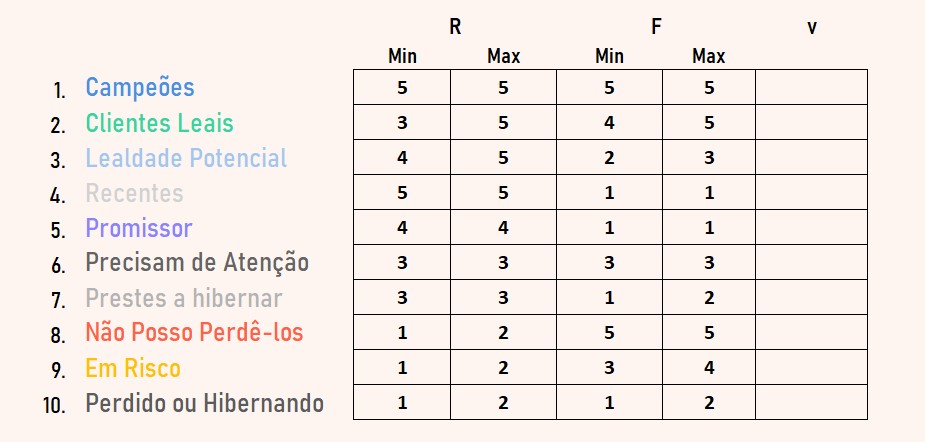 R F v
Min Max Min Max
1. Campeões 5 5 5 5
2. Clientes Leais 3 5 4 5
3. Lealdade Potencial 4 5 2 3
4. Recentes 5 5 1 1
5. Promissor 4 4 1 1
6. Precisam de Atenção 3 3 3 3
7. Prestes a hibernar 3 3 1 2
8. Não Posso Perdê-los 1 2 5 5
9. Em Risco 1 2 3 4
10. Perdido ou Hibernando 1 2 1 2